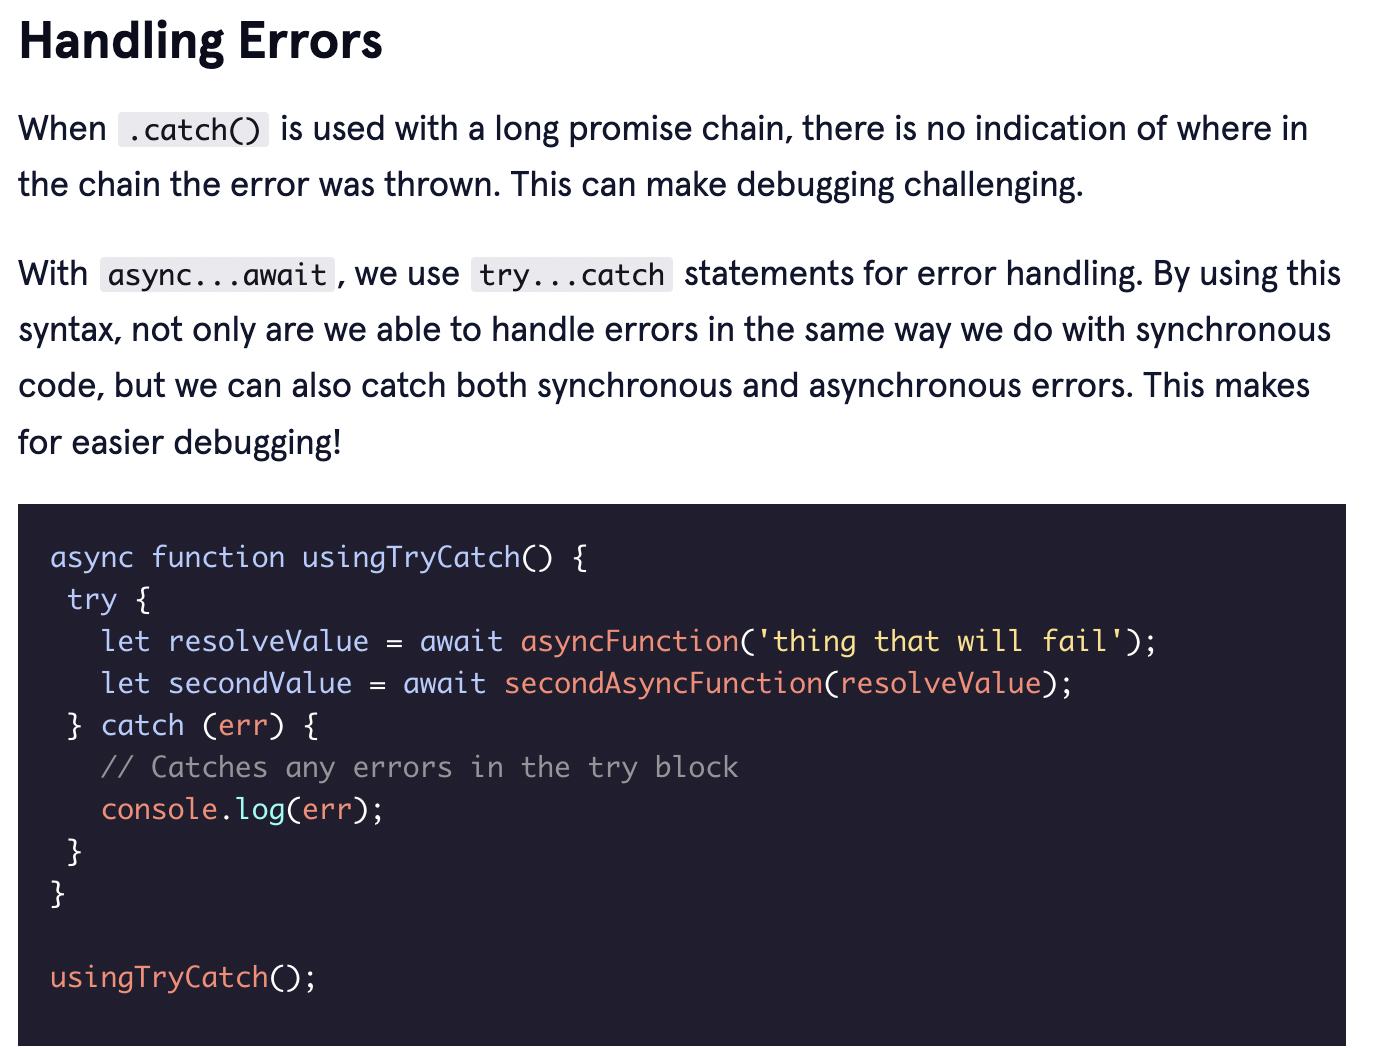 Handling Errors
When .catch() is used with a long promise chain, there is no indication of where in
the chain the error was thrown. This can make debugging challenging.
With async...await, we use try...catch statements for error handling. By using this
syntax, not only are we able to handle errors in the same way we do with synchronous
code, but we can also catch both synchronous and asynchronous errors. This makes
for easier debugging!
async function usingTryCatch() {
 try {
   let resolveValue = await asyncFunction('thing that will fail');
   let secondValue = await secondAsyncFunction(resolveValue);
 } catch (err) {
   // Catches any errors in the try block
   console.log(err);
 }
}
usingTryCatch();